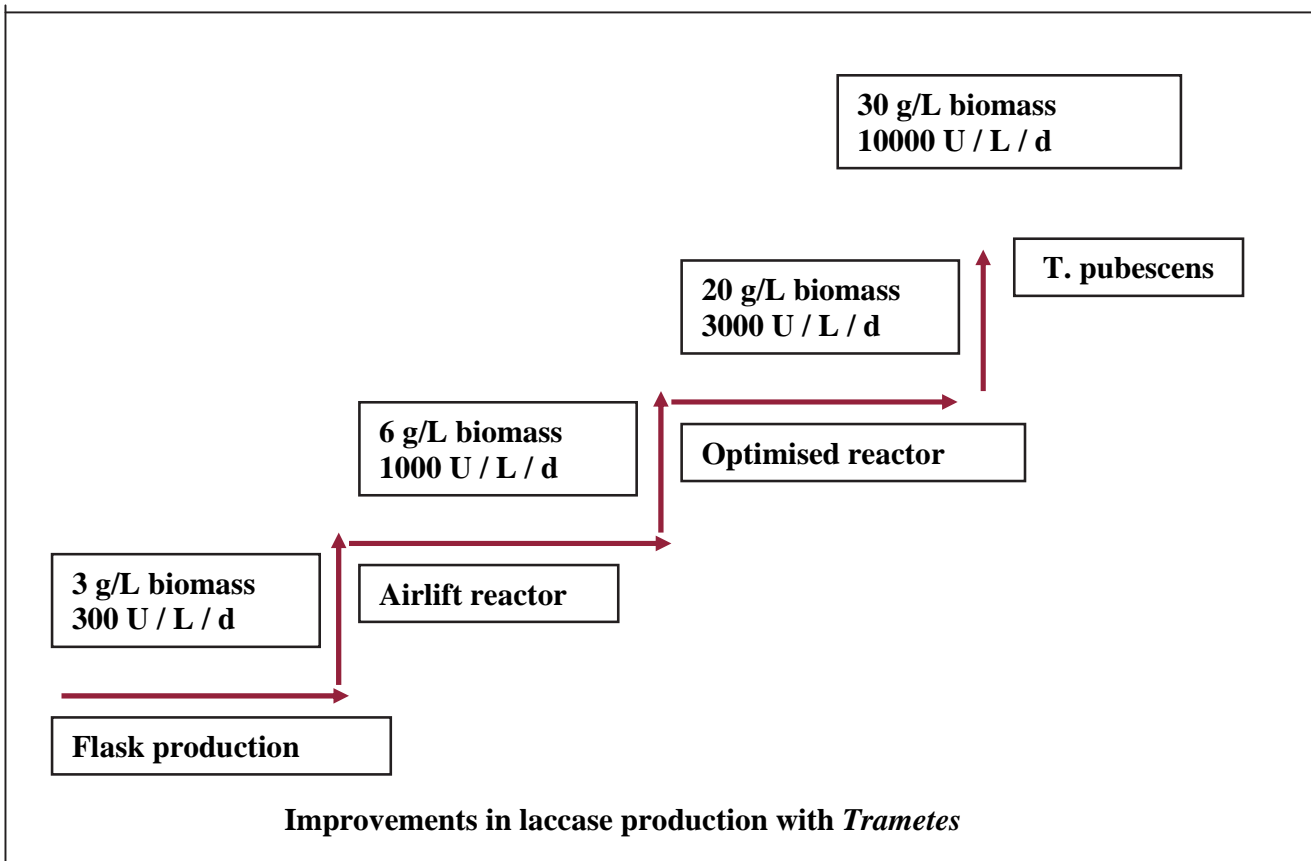 30 g/L biomass
10000 U / L / d
T. pubescens
20 g/L biomass
3000 U / L / d
Optimised reactor
6 g/L biomass
1000 U / L / d
Airlift reactor
3 g/L biomass
300 U / L / d
Flask production
Improvements in laccase production with Trametes